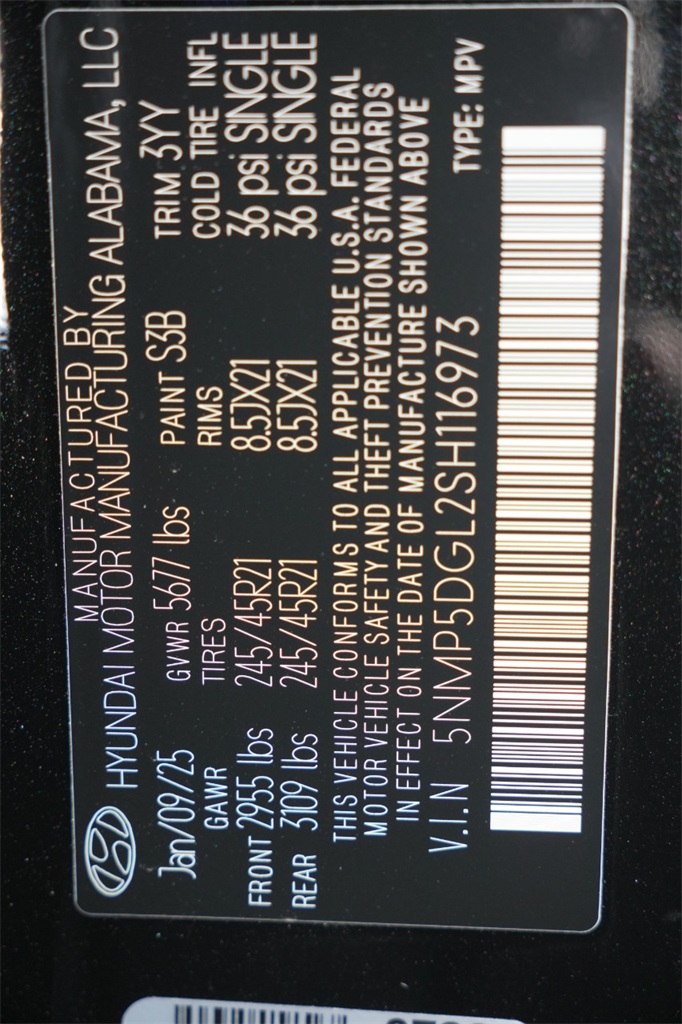 MANUFACTURED BY
HYUNDAI MOTOR MANUFACTURING ALABAMA, LLC
Jan/09/25 GVWR 5677 lbs PAINT S3B TRIM 3YY
GAWR TIRES RIMS COLD TIRE INFL
FRONT 2955 lbs 245/45R21 8.5JX21 36 psi SINGLE
REAR 3109 lbs 245/45R21 8.5JX21 36 psi SINGLE
THIS VEHICLE CONFORMS TO ALL APPLICABLE U.S.A. FEDERAL
MOTOR VEHICLE SAFETY AND THEFT PREVENTION STANDARDS
IN EFFECT ON THE DATE OF MANUFACTURE SHOWN ABOVE
V.I.N 5NMP5DGL2SH116973 TYPE: MPV